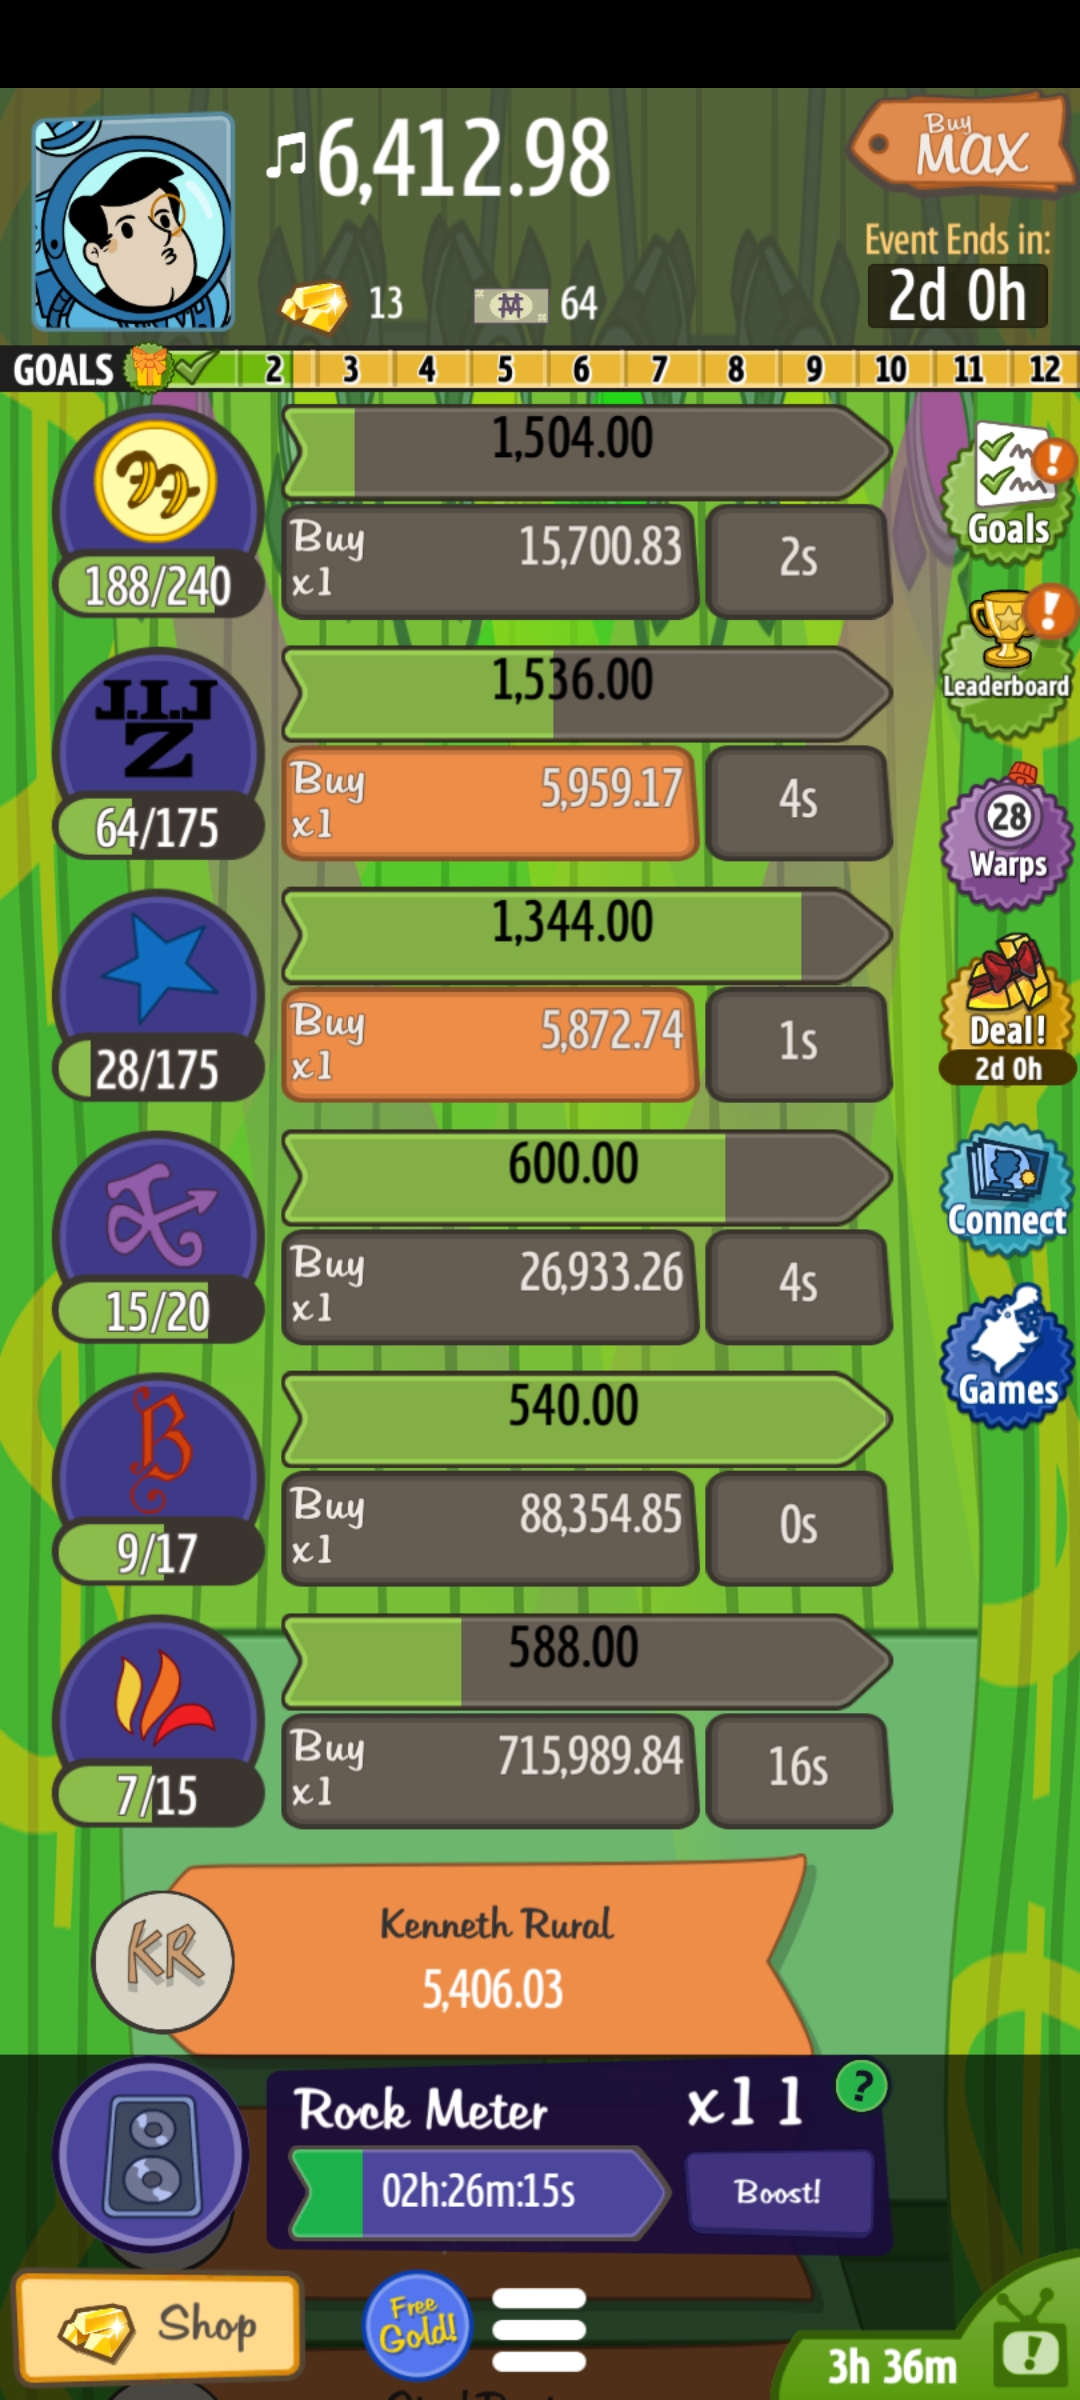 6,412.98
Buy
MAX
Event Ends in:
2d 0h
13
64
GOALS 2 3 4 5 6 7 8 9 10 11 12
1,504.00
188/240
Buy
x1
15,700.83
2s
Goals
J.I.J
Z
1,536.00
64/175
Buy
x1
5,959.17
4s
Leaderboard
28
Warps
1,344.00
28/175
Buy
x1
5,872.74
1s
Deal!
2d 0h
600.00
15/20
Buy
x1
26,933.26
4s
Connect
B
540.00
9/17
Buy
x1
88,354.85
0s
Games
588.00
7/15
Buy
x1
715,989.84
16s
KR
Kenneth Rural
5,406.03
Rock Meter
x11
?
02h:26m:15s
Boost!
Shop
Free
Gold!
3h 36m